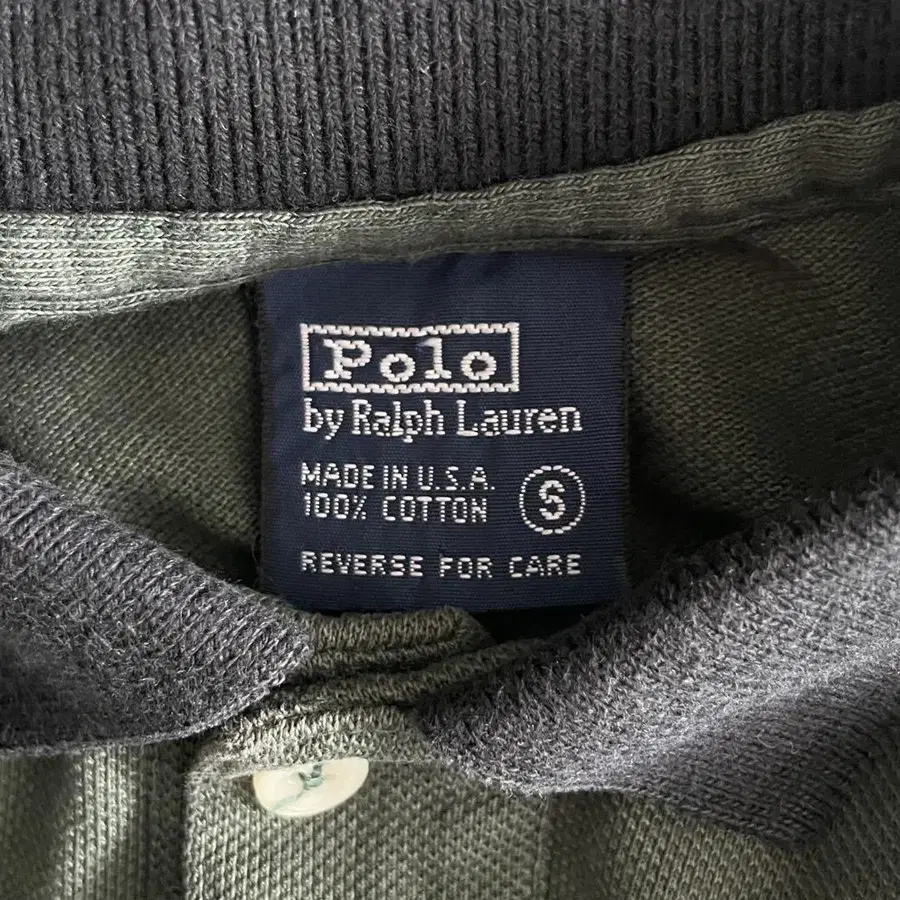 Polo
by Ralph Lauren
MADE IN U.S.A.
100% COTTON
S
REVERSE FOR CARE